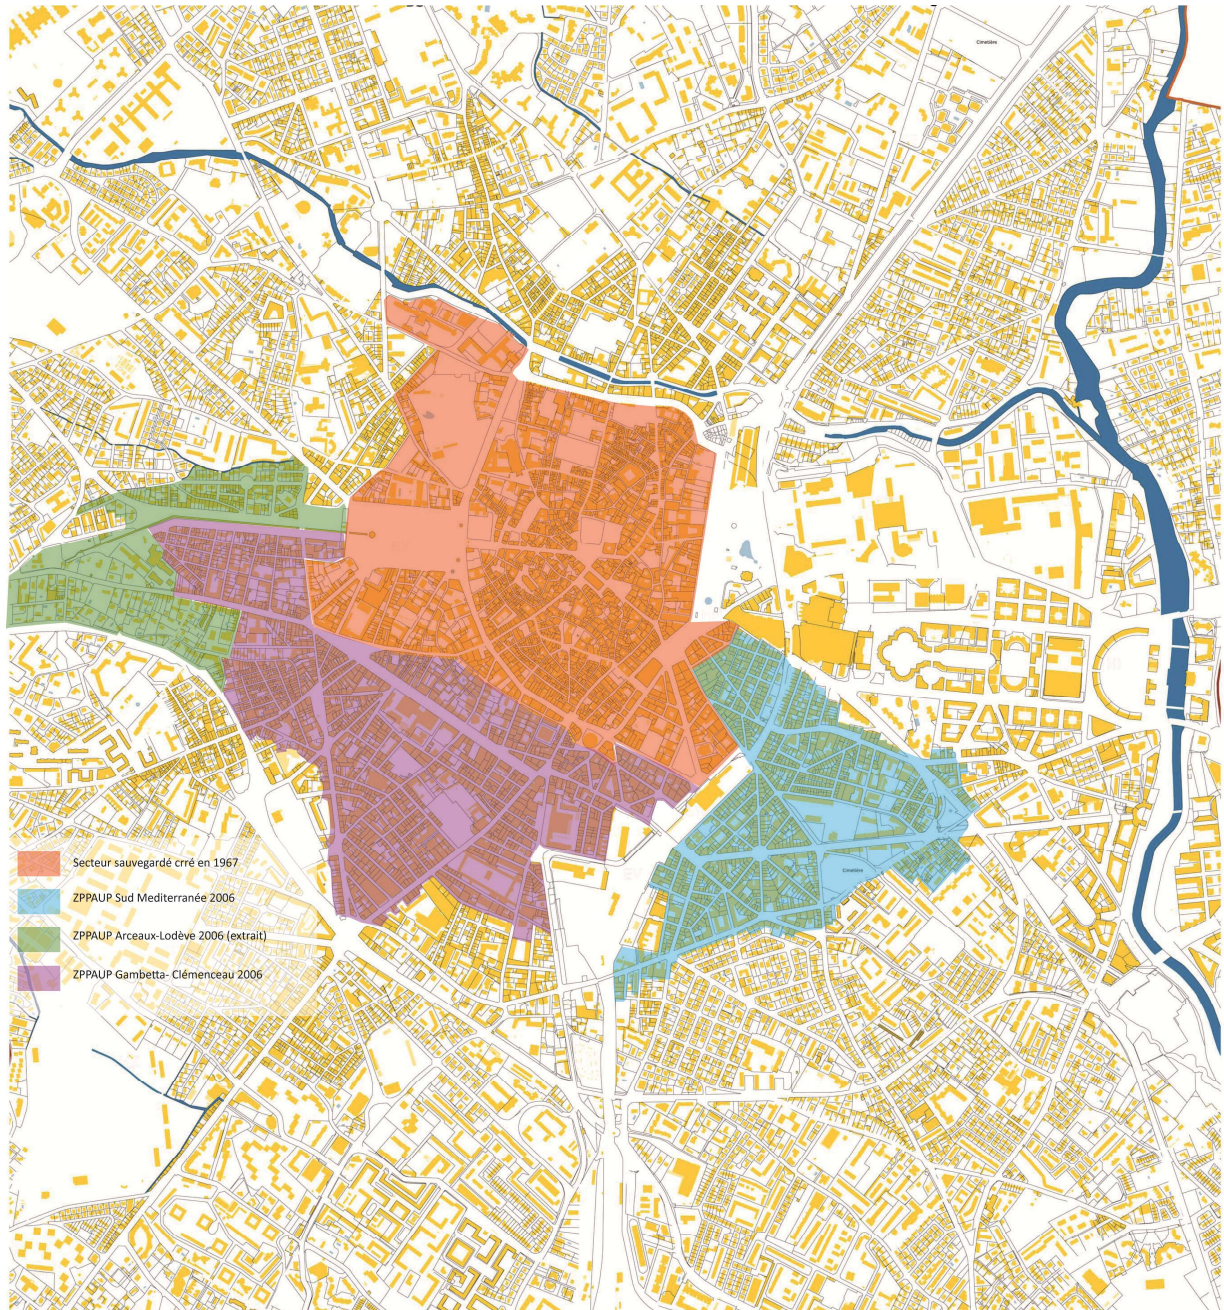 Cimetière
Cimetière
Secteur sauvegardé crré en 1967
ZPPAUP Sud Mediterranée 2006
ZPPAUP Arceaux-Lodève 2006 (extrait)
ZPPAUP Gambetta- Clémenceau 2006